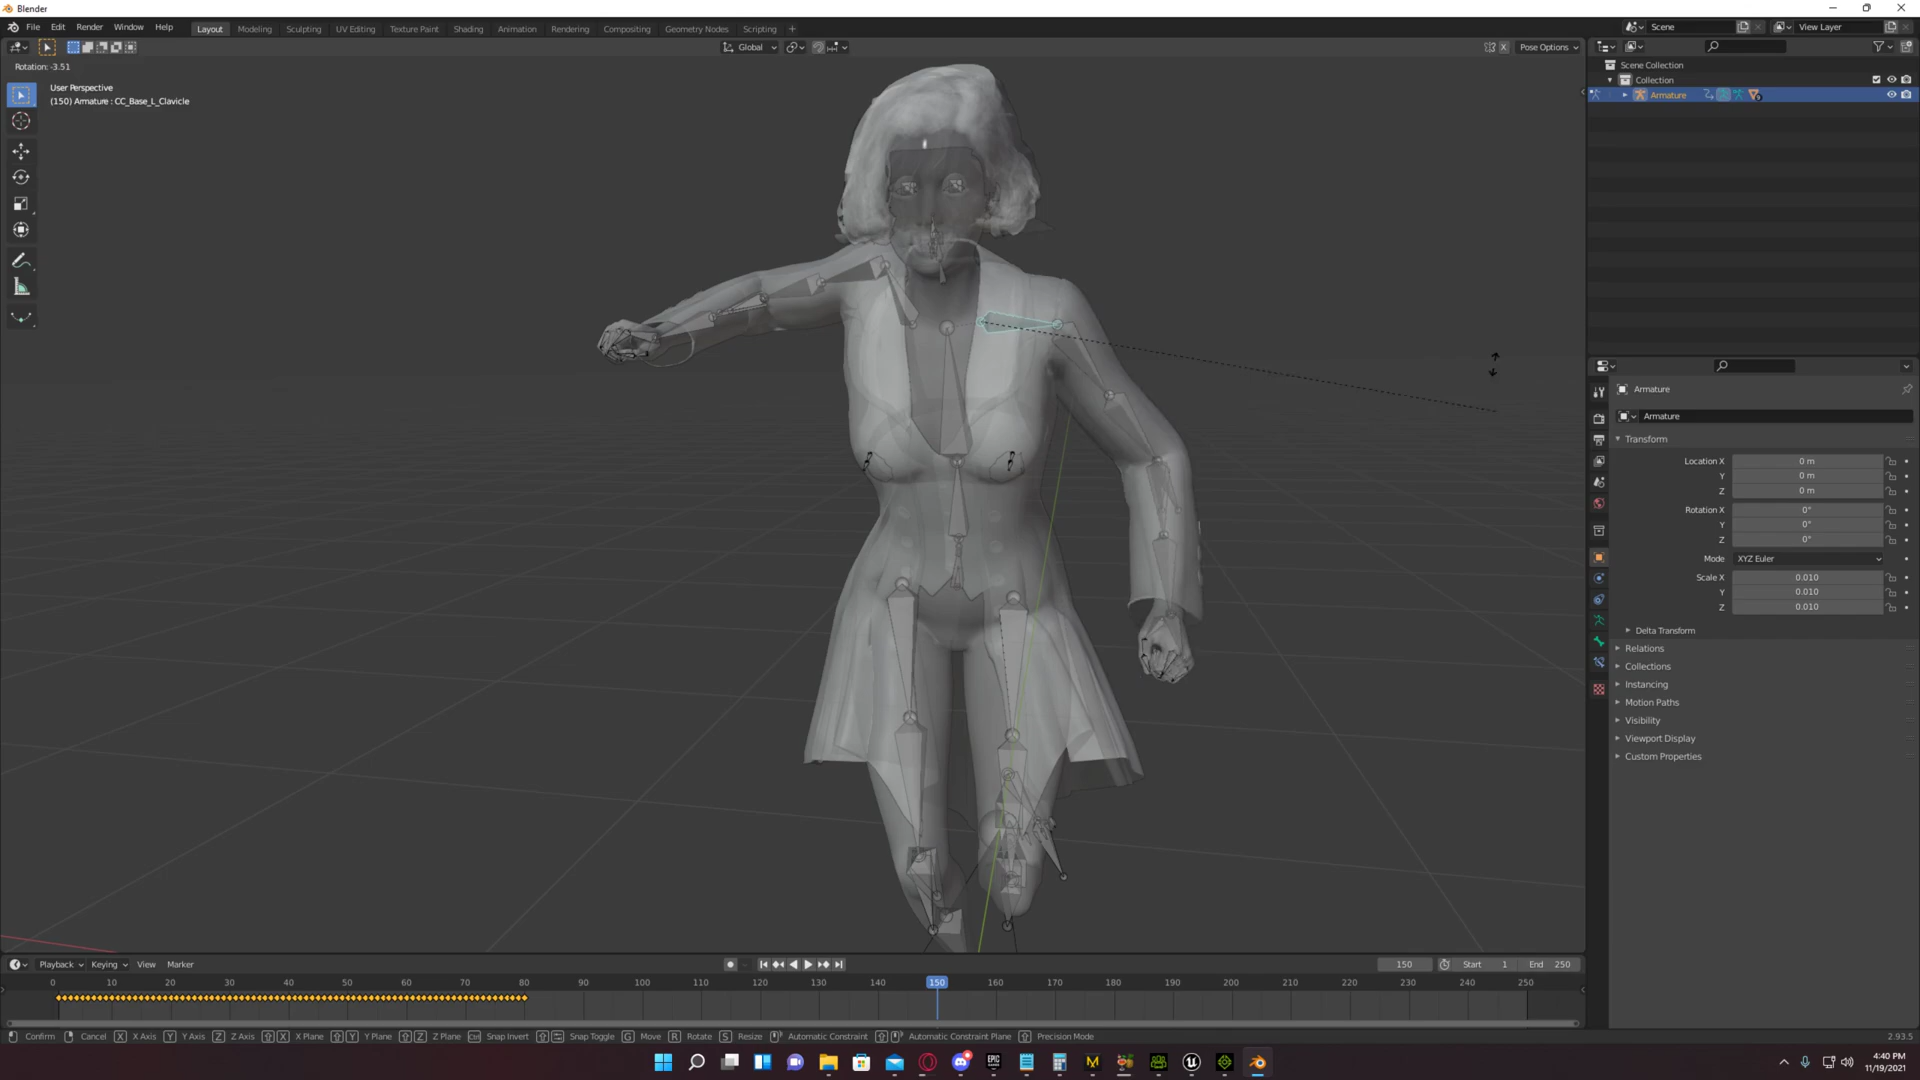 Blender
File Edit Render Window Help Layout Modeling Sculpting UV Editing Texture Paint Shading Animation Rendering Compositing Geometry Nodes Scripting + Scene View Layer
Global Pose Options
Rotation: -3.51
User Perspective
(150) Armature : CC_Base_L_Clavicle
Scene Collection
Collection
Armature
Armature
Armature
Transform
Location X 0 m
Y 0 m
Z 0 m
Rotation X 0°
Y 0°
Z 0°
Mode XYZ Euler
Scale X 0.010
Y 0.010
Z 0.010
Delta Transform
Relations
Collections
Instancing
Motion Paths
Visibility
Viewport Display
Custom Properties
Playback Keying View Marker 150 Start 1 End 250
0 10 20 30 40 50 60 70 80 90 100 110 120 130 140 150 160 170 180 190 200 210 220 230 240 250
Confirm Cancel X X Axis Y Y Axis Z Z Axis X X Plane Y Y Plane Z Z Plane Snap Invert Snap Toggle G Move R Rotate S Resize Automatic Constraint Automatic Constraint Plane Precision Mode 2.93.5
EPIC GAMES
4:40 PM
11/19/2021